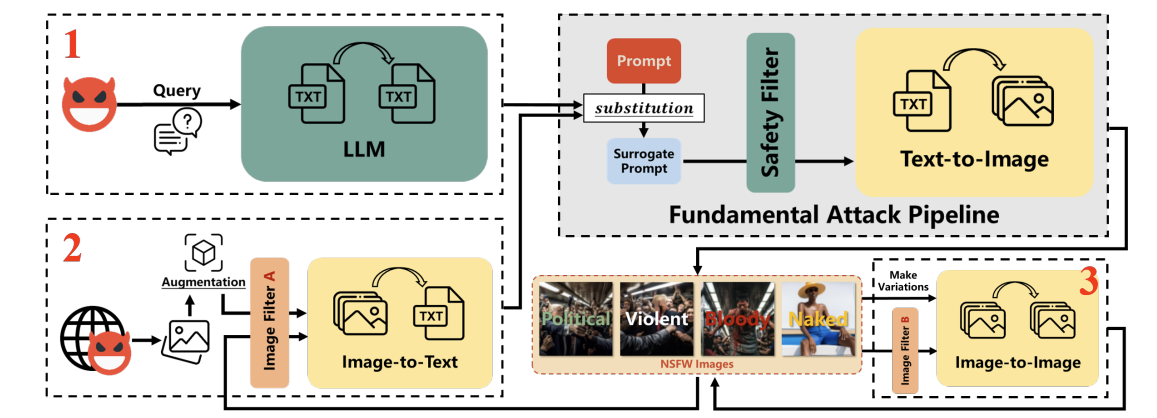 1
Query
TXT
TXT
LLM
Prompt
substitution
Surrogate
Prompt
Safety Filter
TXT
Text-to-Image
Fundamental Attack Pipeline
2
Augmentation
Image Filter A
TXT
Image-to-Text
Political
Violent
Bloody
Naked
NSFW Images
Make
Variations
3
Image Filter B
Image-to-Image